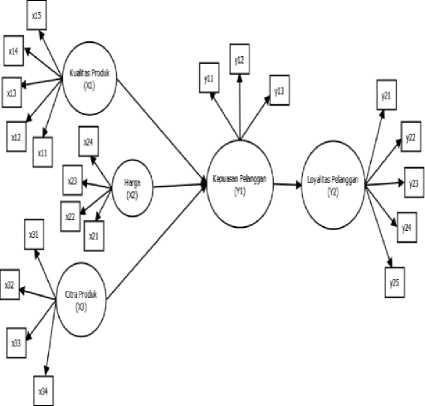 x15
x14
x13
x12
x11
Kualitas Produk
(X1)
x24
x23
x22
x21
Harga
(X2)
x31
x32
x33
x34
Citra Produk
(X3)
y11
y12
y13
Kepuasan Pelanggan
(Y1)
Loyalitas Pelanggan
(Y2)
y21
y22
y23
y24
y25